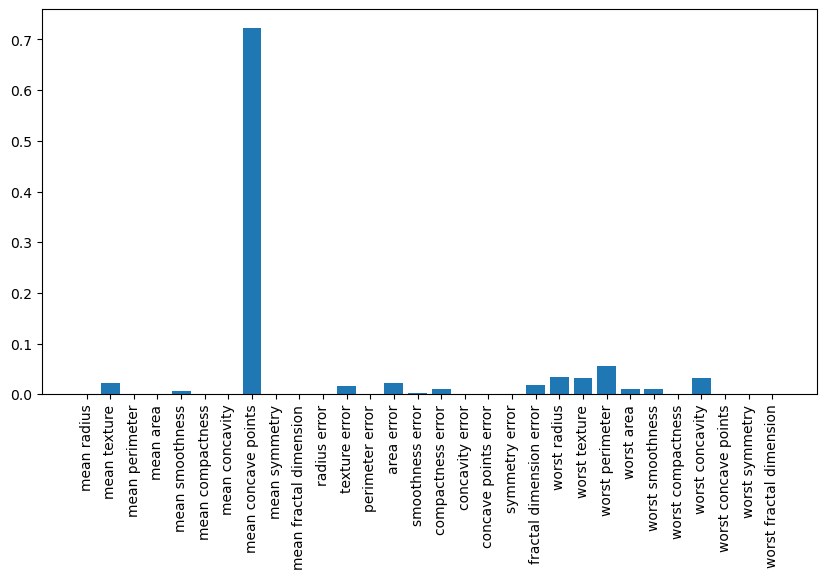 0.7
0.6
0.5
0.4
0.3
0.2
0.1
0.0
mean radius
mean texture
mean perimeter
mean area
mean smoothness
mean compactness
mean concavity
mean concave points
mean symmetry
mean fractal dimension
radius error
texture error
perimeter error
area error
smoothness error
compactness error
concavity error
concave points error
symmetry error
fractal dimension error
worst radius
worst texture
worst perimeter
worst area
worst smoothness
worst compactness
worst concavity
worst concave points
worst symmetry
worst fractal dimension